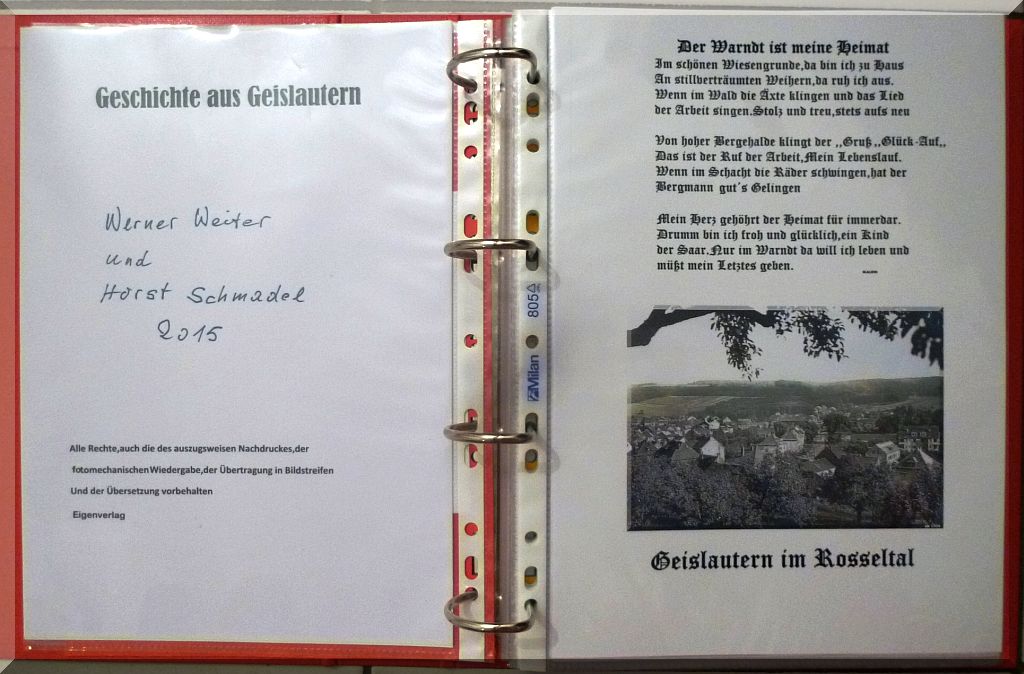 Geschichte aus Geislautern
Werner Weiter
und
Horst Schmadel
2015
Alle Rechte,auch die des auszugsweisen Nachdruckes,der
fotomechanischen Wiedergabe,der Übertragung in Bildstreifen
Und der Übersetzung vorbehalten
Eigenverlag
805
Milan
Der Warndt ist meine Heimat
Im schönen Wiesengrunde,da bin ich zu Haus
An stillverträumten Weihern,da ruh ich aus.
Wenn im Wald die Äxte klingen und das Lied
der Arbeit singen.Stolz und treu,stets aufs neu
Von hoher Bergehalde klingt der ,,Gruß ,,Glück-Auf,,
Das ist der Ruf der Arbeit,Mein Lebenslauf.
Wenn im Schacht die Räder schwingen,hat der
Bergmann gut´s Gelingen
Mein Herz gehöhrt der Heimat für immerdar.
Drumm bin ich froh und glücklich,ein Kind
der Saar.Nur im Warndt da will ich leben und
müßt mein Letztes geben.
Geislautern im Rosseltal